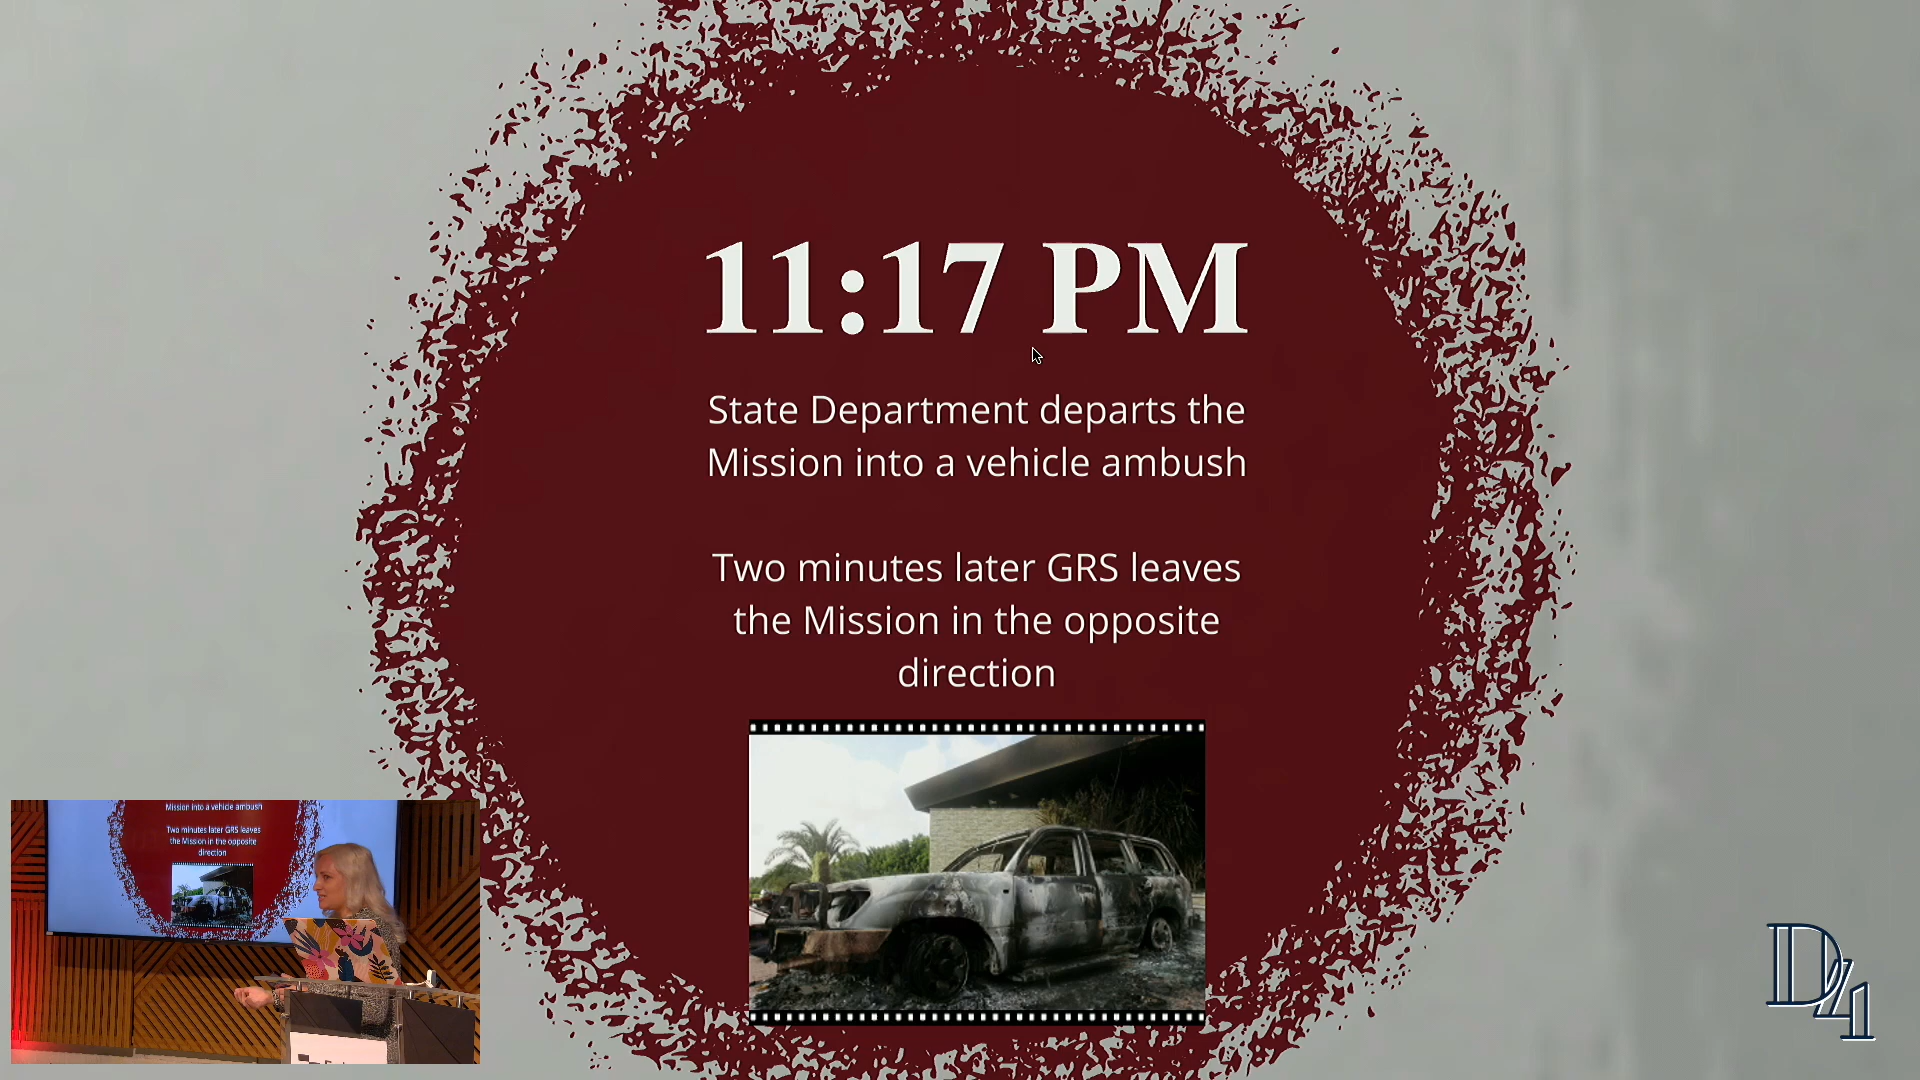 11:17 PM
State Department departs the
Mission into a vehicle ambush
Two minutes later GRS leaves
the Mission in the opposite
direction
Mission into a vehicle ambush
Two minutes later GRS leaves
the Mission in the opposite
direction
D4